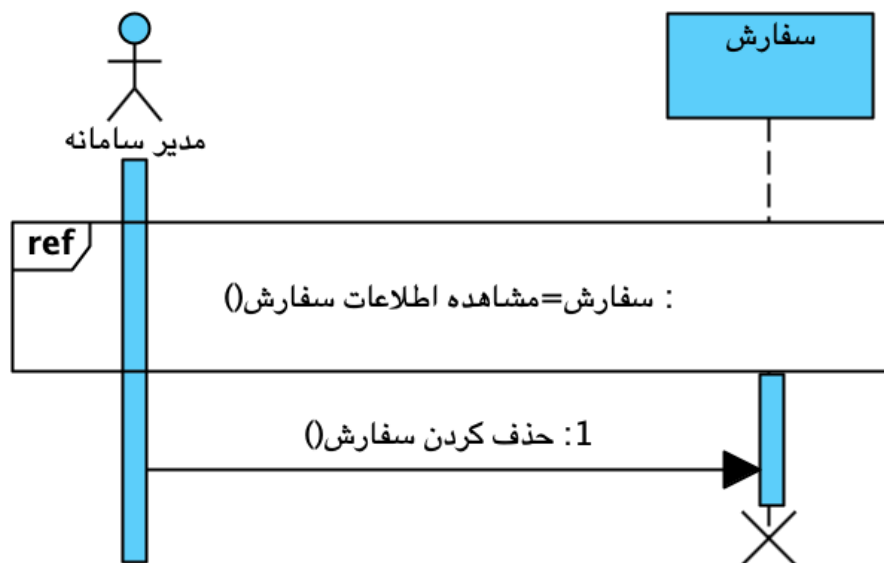 سفارش
مدیر سامانه
ref
: سفارش=مشاهده اطلاعات سفارش()
1: حذف کردن سفارش()